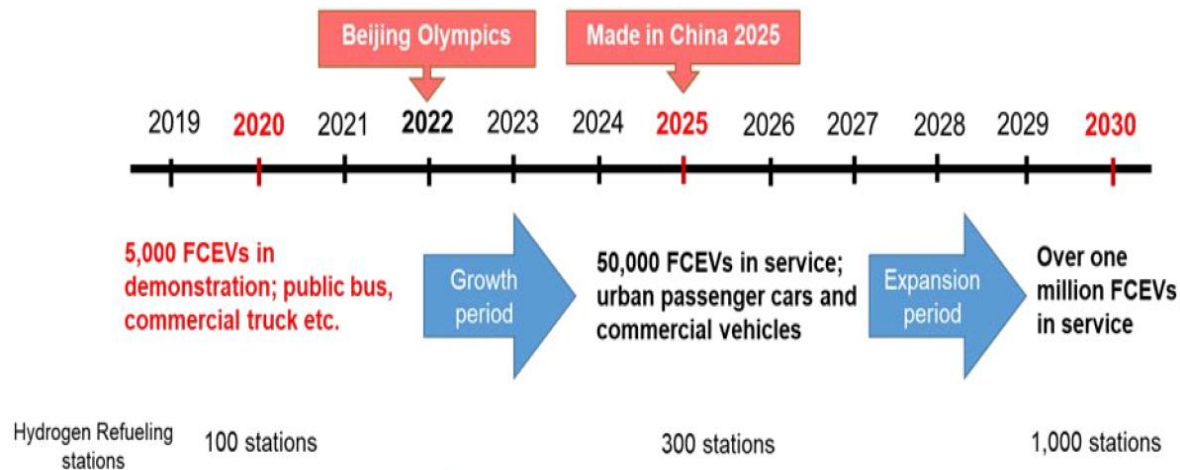 Beijing Olympics
Made in China 2025
2019 2020 2021 2022 2023 2024 2025 2026 2027 2028 2029 2030
5,000 FCEVs in
demonstration; public bus,
commercial truck etc.
Growth
period
50,000 FCEVs in service;
urban passenger cars and
commercial vehicles
Expansion
period
Over one
million FCEVs
in service
Hydrogen Refueling
stations
100 stations
300 stations
1,000 stations